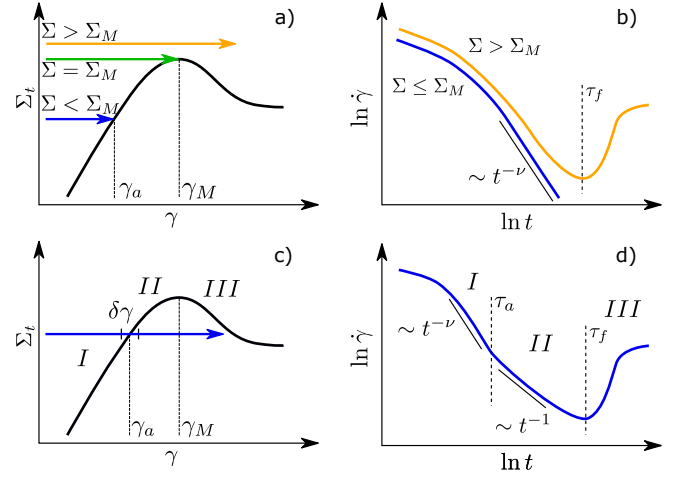 a)
Σ > Σ_M
Σ = Σ_M
Σ < Σ_M
Σ_t
γ_a
γ_M
γ
b)
Σ > Σ_M
Σ ≤ Σ_M
τ_f
∼ t^{-ν}
ln γ̇
ln t
c)
II
III
δγ
I
Σ_t
γ_a
γ_M
γ
d)
I
τ_a
III
τ_f
∼ t^{-ν}
II
∼ t^{-1}
ln γ̇
ln t